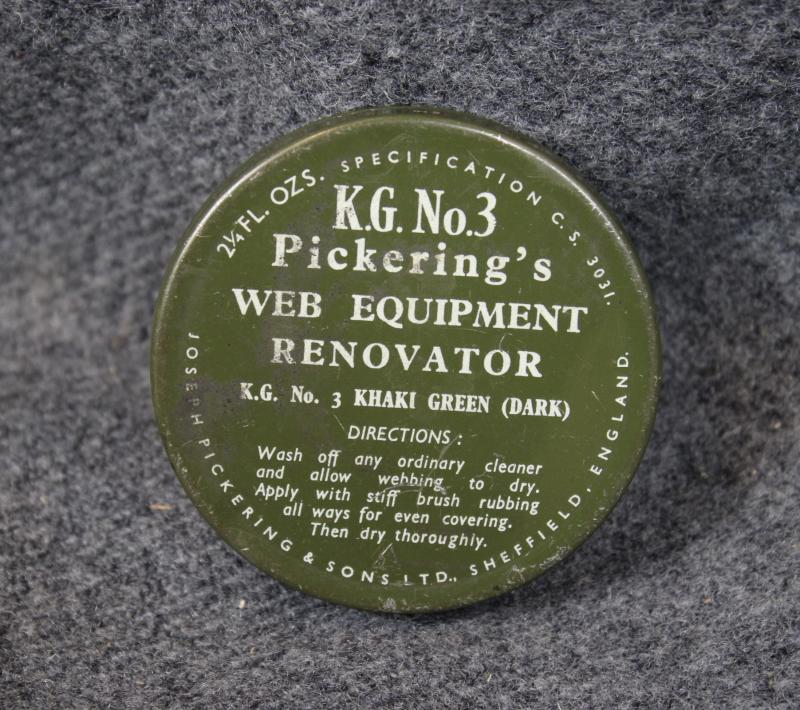 2¼ FL. OZS. SPECIFICATION C.S. 3031.
K.G. No.3
Pickering's
WEB EQUIPMENT
RENOVATOR
K.G. No. 3 KHAKI GREEN (DARK)
DIRECTIONS:
Wash off any ordinary cleaner
and allow webbing to dry.
Apply with stiff brush rubbing
all ways for even covering.
Then dry thoroughly.
JOSEPH PICKERING & SONS LTD., SHEFFIELD, ENGLAND.